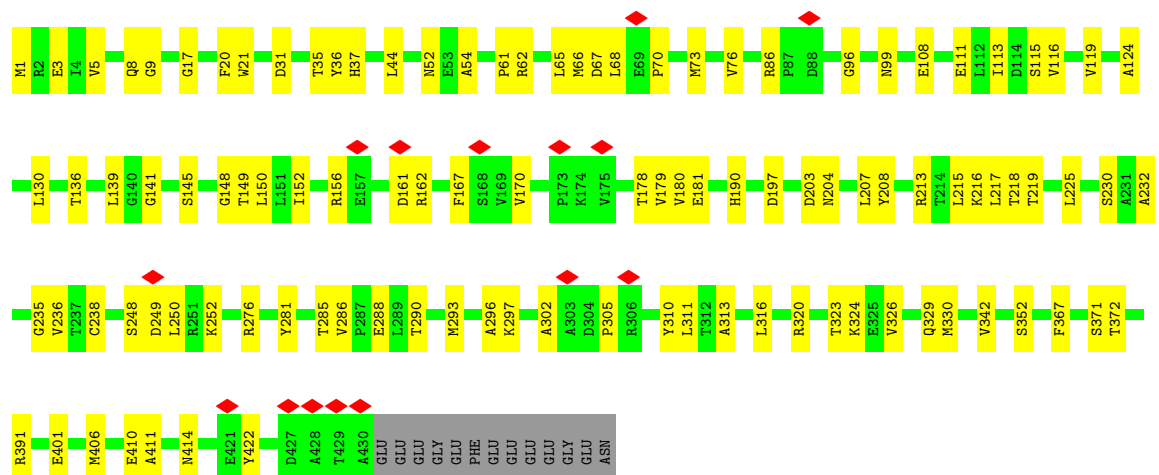 M1 R2 E3 I4 V5 Q8 G9 G17 F20 W21 D31 T35 Y36 H37 L44 N52 E53 A54 P61 R62 L65 M66 D67 L68 E69 P70 M73 V76 R86 P87 D88 G96 N99 E108 E111 L112 I113 D114 S115 V116 V119 A124
L130 T136 L139 G140 G141 S145 G148 T149 L150 L151 I152 R156 E157 D161 R162 F167 S168 V169 V170 P173 K174 V175 T178 V179 V180 E181 H190 D197 D203 N204 L207 Y208 R213 T214 L215 K216 L217 T218 T219 L225 S230 A231 A232
G235 V236 T237 C238 S248 D249 L250 R251 K252 R276 Y281 T285 V286 P287 E288 L289 T290 M293 A296 K297 A302 A303 D304 P305 R306 Y310 L311 T312 A313 L316 R320 T323 K324 E325 V326 Q329 M330 V342 S352 F367 S371 T372
R391 E401 M406 E410 A411 N414 E421 Y422 D427 A428 T429 A430 GLU GLU GLU GLY GLU PHE GLU GLU GLU GLU GLY GLU ASN